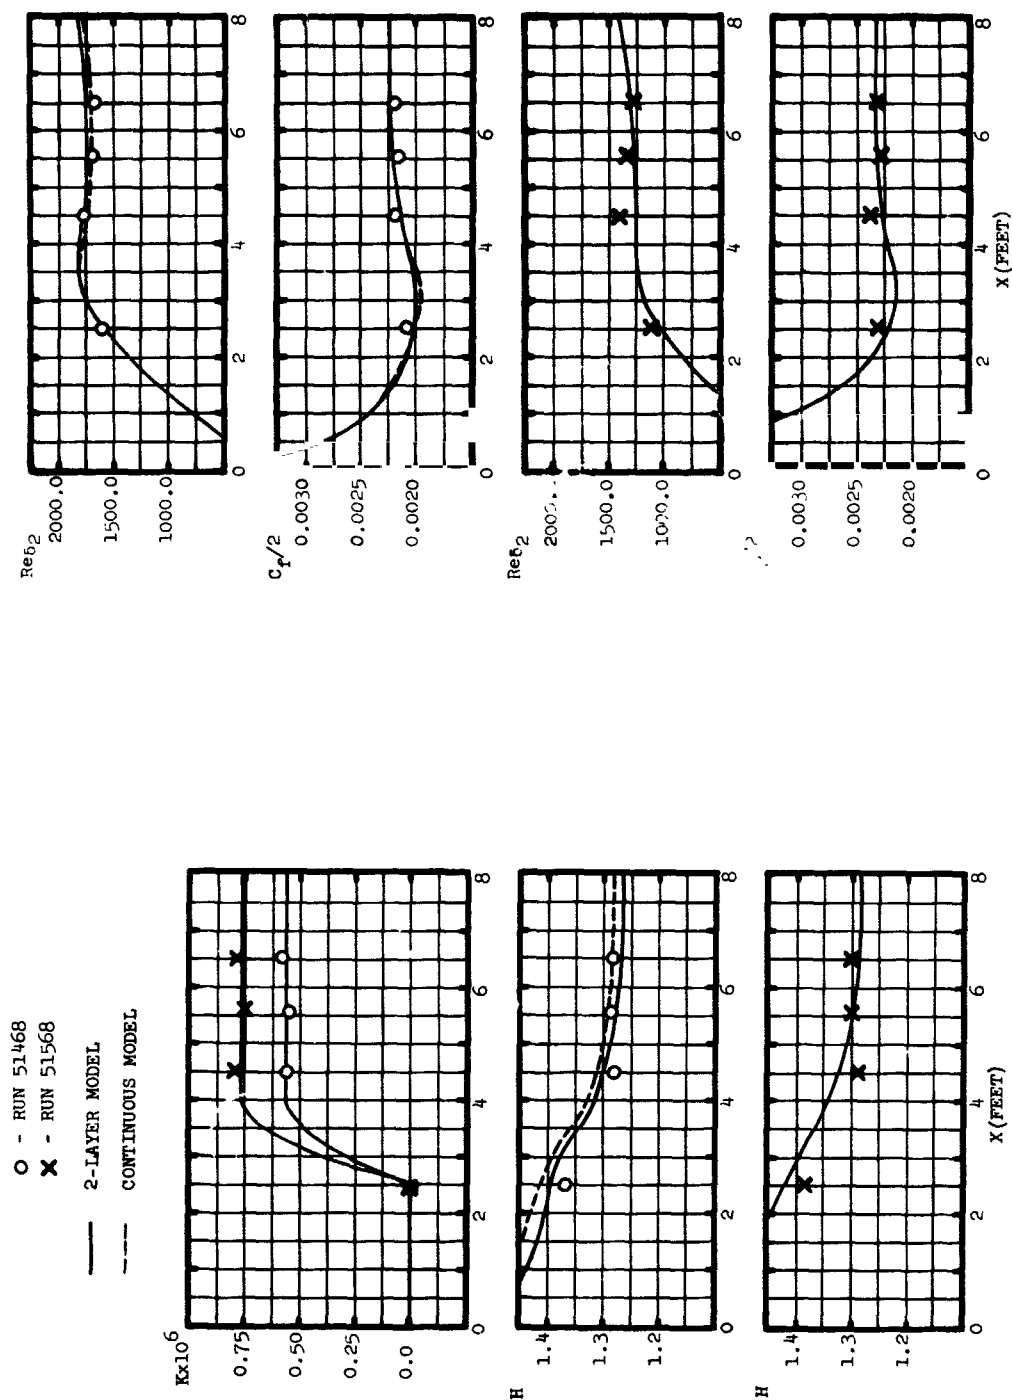 O - RUN 51468
X - RUN 51568
2-LAYER MODEL
CONTINUOUS MODEL
Kx10⁶
0.75
0.50
0.25
0.0
0 2 4 6 8
H
1.4
1.3
1.2
0 2 4 6 8
H
1.4
1.3
1.2
0 2 4 6 8
X(FEET)
Reδ₂
2000.0
1500.0
1000.0
0 2 4 6 8
C_f/2
0.0030
0.0025
0.0020
0 2 4 6 8
Reδ₂
1500.0
0 2 4 6 8
0.0030
0.0025
0.0020
0 2 4 6 8
X(FEET)